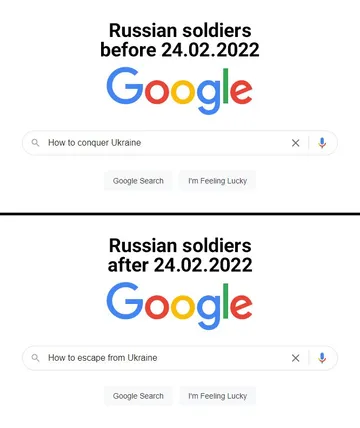 Russian soldiers
before 24.02.2022
Google
How to conquer Ukraine
Google Search I'm Feeling Lucky
Russian soldiers
after 24.02.2022
Google
How to escape from Ukraine
Google Search I'm Feeling Lucky